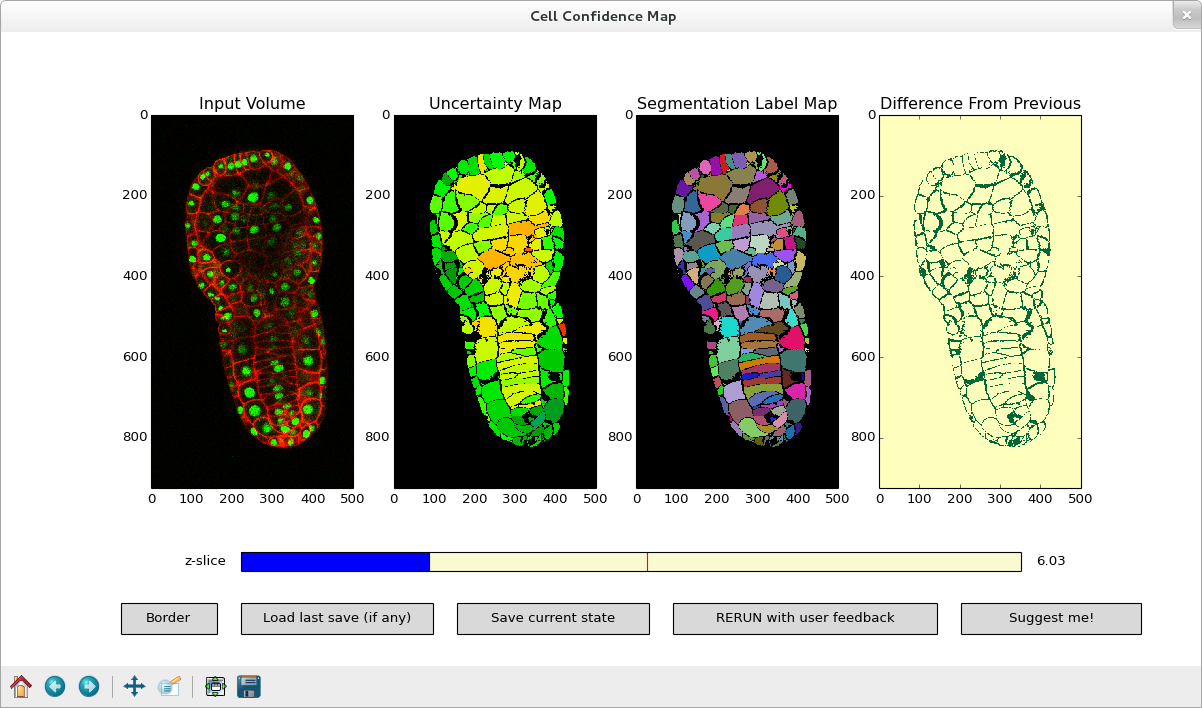 Cell Confidence Map
Input Volume
Uncertainty Map
Segmentation Label Map
Difference From Previous
0
200
400
600
800
0 100 200 300 400 500
0
200
400
600
800
0 100 200 300 400 500
0
200
400
600
800
0 100 200 300 400 500
0
200
400
600
800
0 100 200 300 400 500
z-slice
6.03
Border
Load last save (if any)
Save current state
RERUN with user feedback
Suggest me!